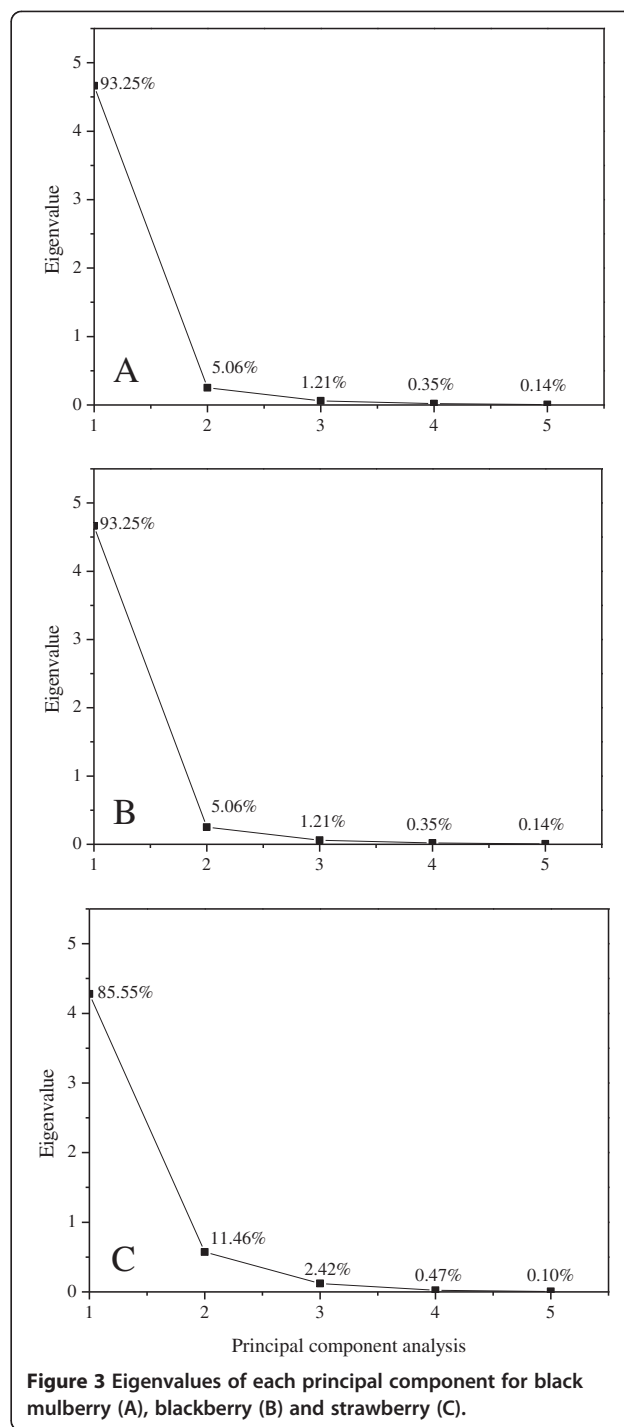 5
93.25%
4
3
Eigenvalue
2
1
A
5.06%
1.21%
0.35%
0.14%
0
1 2 3 4 5
5
93.25%
4
3
Eigenvalue
2
1
B
5.06%
1.21%
0.35%
0.14%
0
1 2 3 4 5
5
85.55%
4
3
Eigenvalue
2
1
C
11.46%
2.42%
0.47%
0.10%
0
1 2 3 4 5
Principal component analysis
Figure 3 Eigenvalues of each principal component for black
mulberry (A), blackberry (B) and strawberry (C).